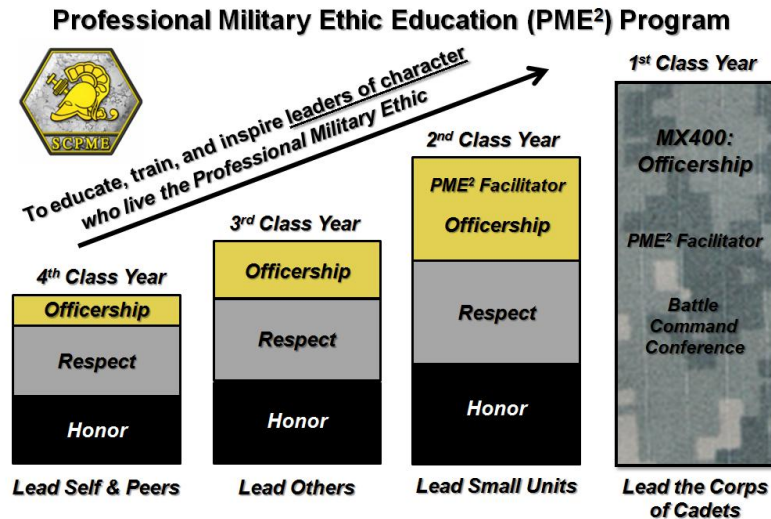 Professional Military Ethic Education (PME²) Program
SCPME
To educate, train, and inspire leaders of character
who live the Professional Military Ethic
4th Class Year
Officership
Respect
Honor
Lead Self & Peers
3rd Class Year
Officership
Respect
Honor
Lead Others
2nd Class Year
PME² Facilitator
Officership
Respect
Honor
Lead Small Units
1st Class Year
MX400:
Officership
PME² Facilitator
Battle
Command
Conference
Lead the Corps
of Cadets